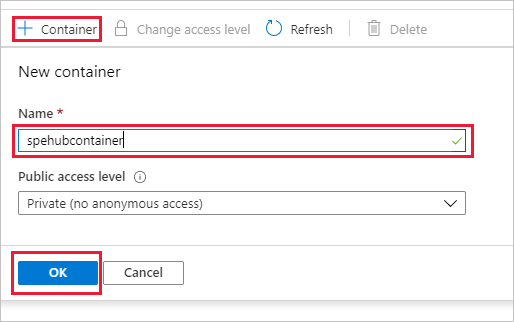 Container Change access level Refresh Delete
New container
Name *
spehubcontainer
Public access level
Private (no anonymous access)
OK Cancel